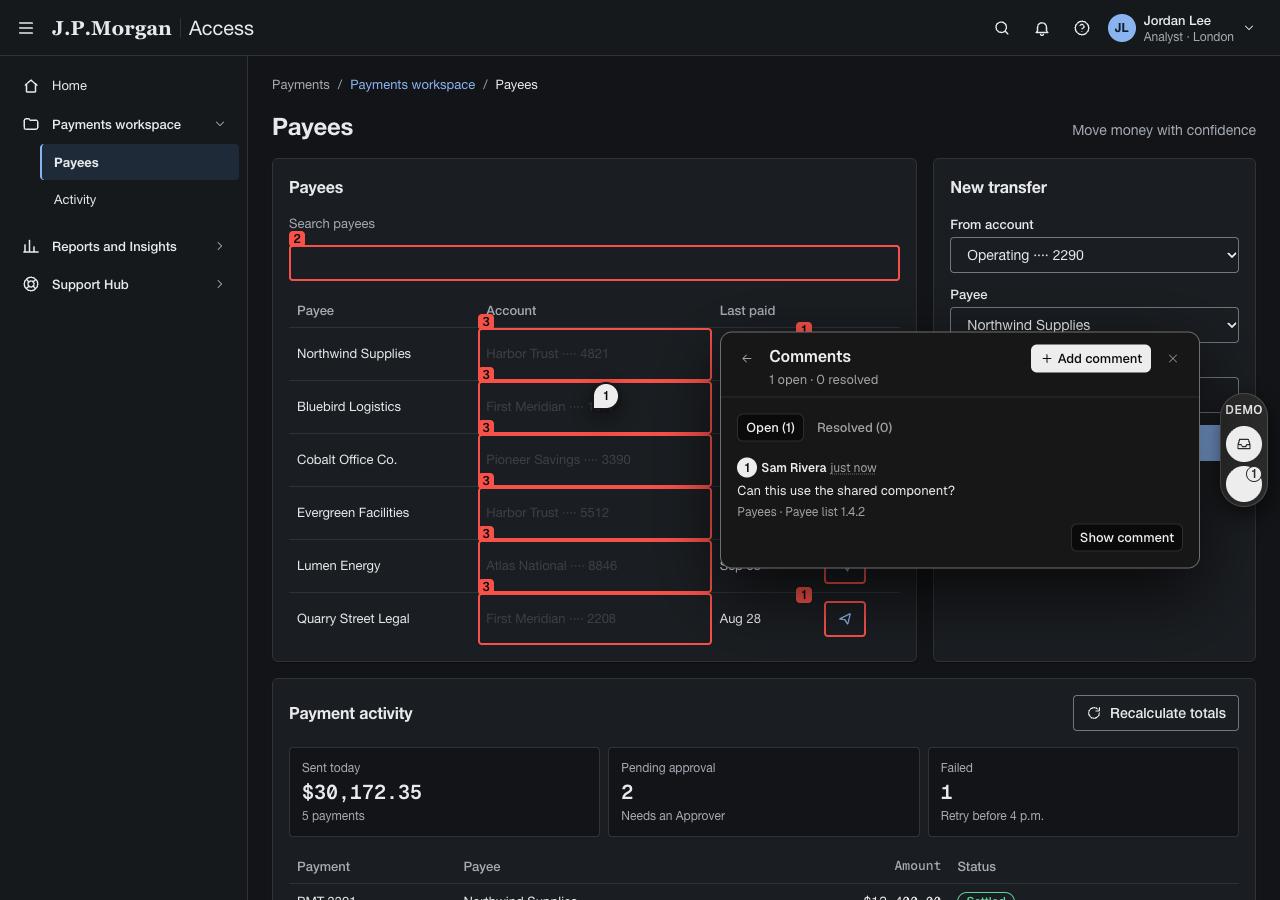 J.P.Morgan Access
JL
Jordan Lee
Analyst · London
Home
Payments workspace
Payees
Activity
Reports and Insights
Support Hub
Payments / Payments workspace / Payees
Payees
Move money with confidence
Payees
Search payees
2
Payee Account Last paid
3 1
Northwind Supplies Harbor Trust ···· 4821
3
Bluebird Logistics First Meridian ····
1
3
Cobalt Office Co. Pioneer Savings ···· 3390
3
Evergreen Facilities Harbor Trust ···· 5512
3
Lumen Energy Atlas National ···· 8846
3 1
Quarry Street Legal First Meridian ···· 2208 Aug 28
New transfer
From account
Operating ···· 2290
Payee
Northwind Supplies
Comments
1 open · 0 resolved
+ Add comment
Open (1) Resolved (0)
1 Sam Rivera just now
Can this use the shared component?
Payees · Payee list 1.4.2
Show comment
DEMO
1
Payment activity
Recalculate totals
Sent today
$30,172.35
5 payments
Pending approval
2
Needs an Approver
Failed
1
Retry before 4 p.m.
Payment Payee Amount Status
Northwind Supplies Settled